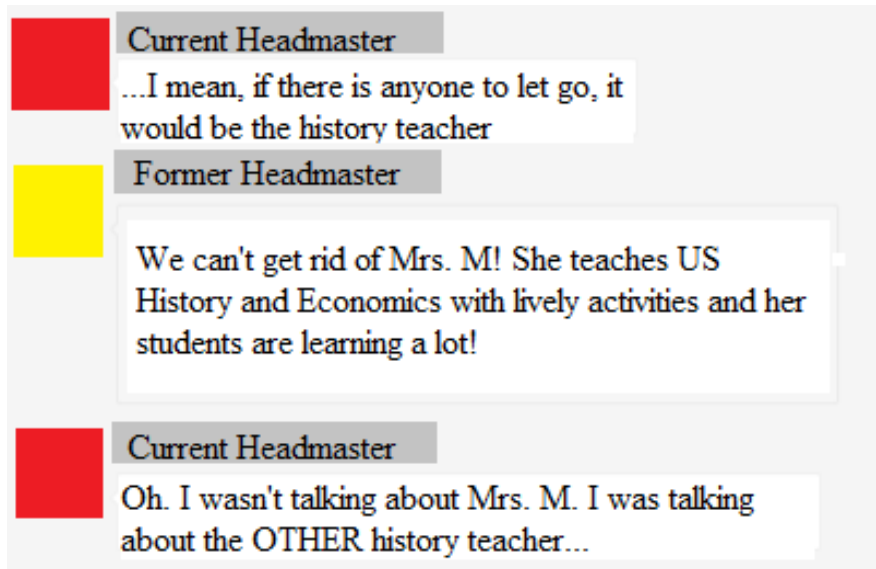 Current Headmaster
...I mean, if there is anyone to let go, it
would be the history teacher
Former Headmaster
We can't get rid of Mrs. M! She teaches US
History and Economics with lively activities and her
students are learning a lot!
Current Headmaster
Oh. I wasn't talking about Mrs. M. I was talking
about the OTHER history teacher...